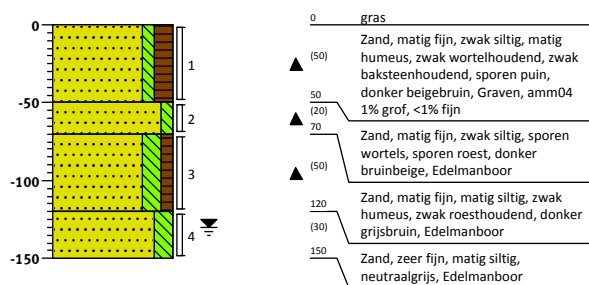 0
-50
-100
-150
1
2
3
4
0 gras
(50)
Zand, matig fijn, zwak siltig, matig
humeus, zwak wortelhoudend, zwak
baksteenhoudend, sporen puin,
donker beigebruin, Graven, amm04
1% grof, <1% fijn
50
(20)
70
Zand, matig fijn, zwak siltig, sporen
wortels, sporen roest, donker
bruinbeige, Edelmanboor
(50)
120
Zand, matig fijn, matig siltig, zwak
humeus, zwak roesthoudend, donker
grijsbruin, Edelmanboor
(30)
150
Zand, zeer fijn, matig siltig,
neutraalgrijs, Edelmanboor